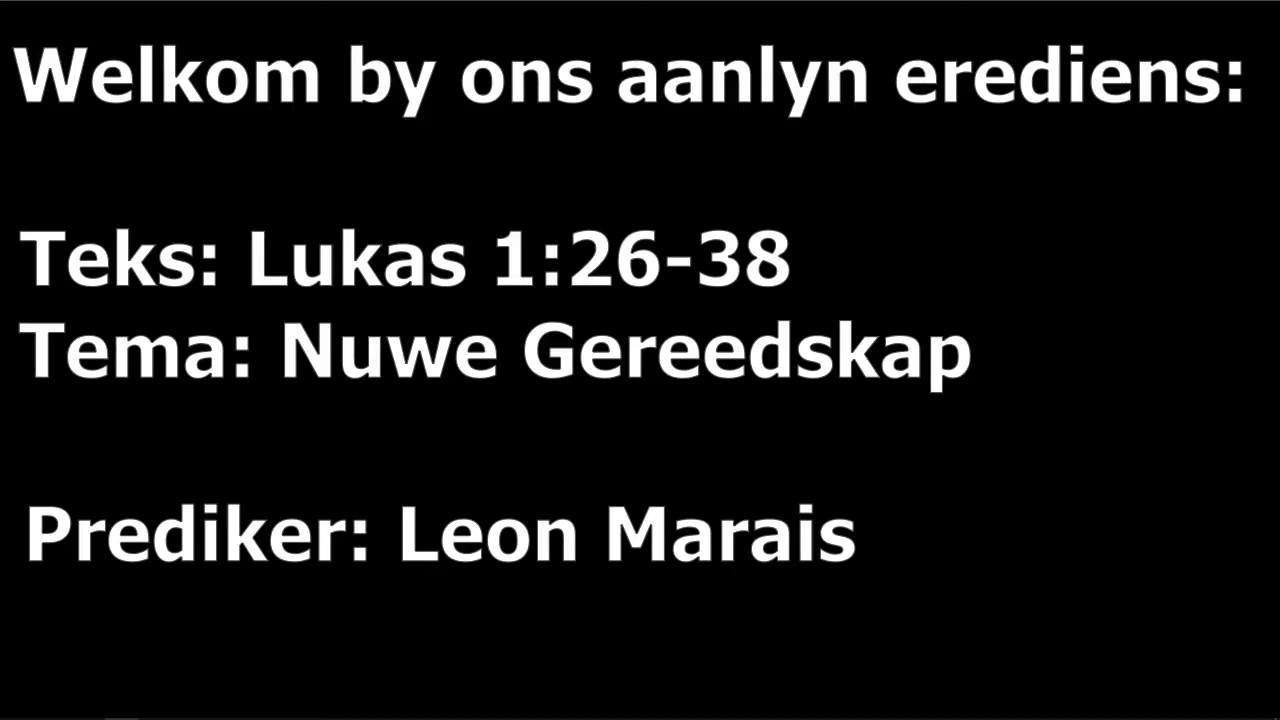 Welkom by ons aanlyn erediens:
Teks: Lukas 1:26-38
Tema: Nuwe Gereedskap
Prediker: Leon Marais